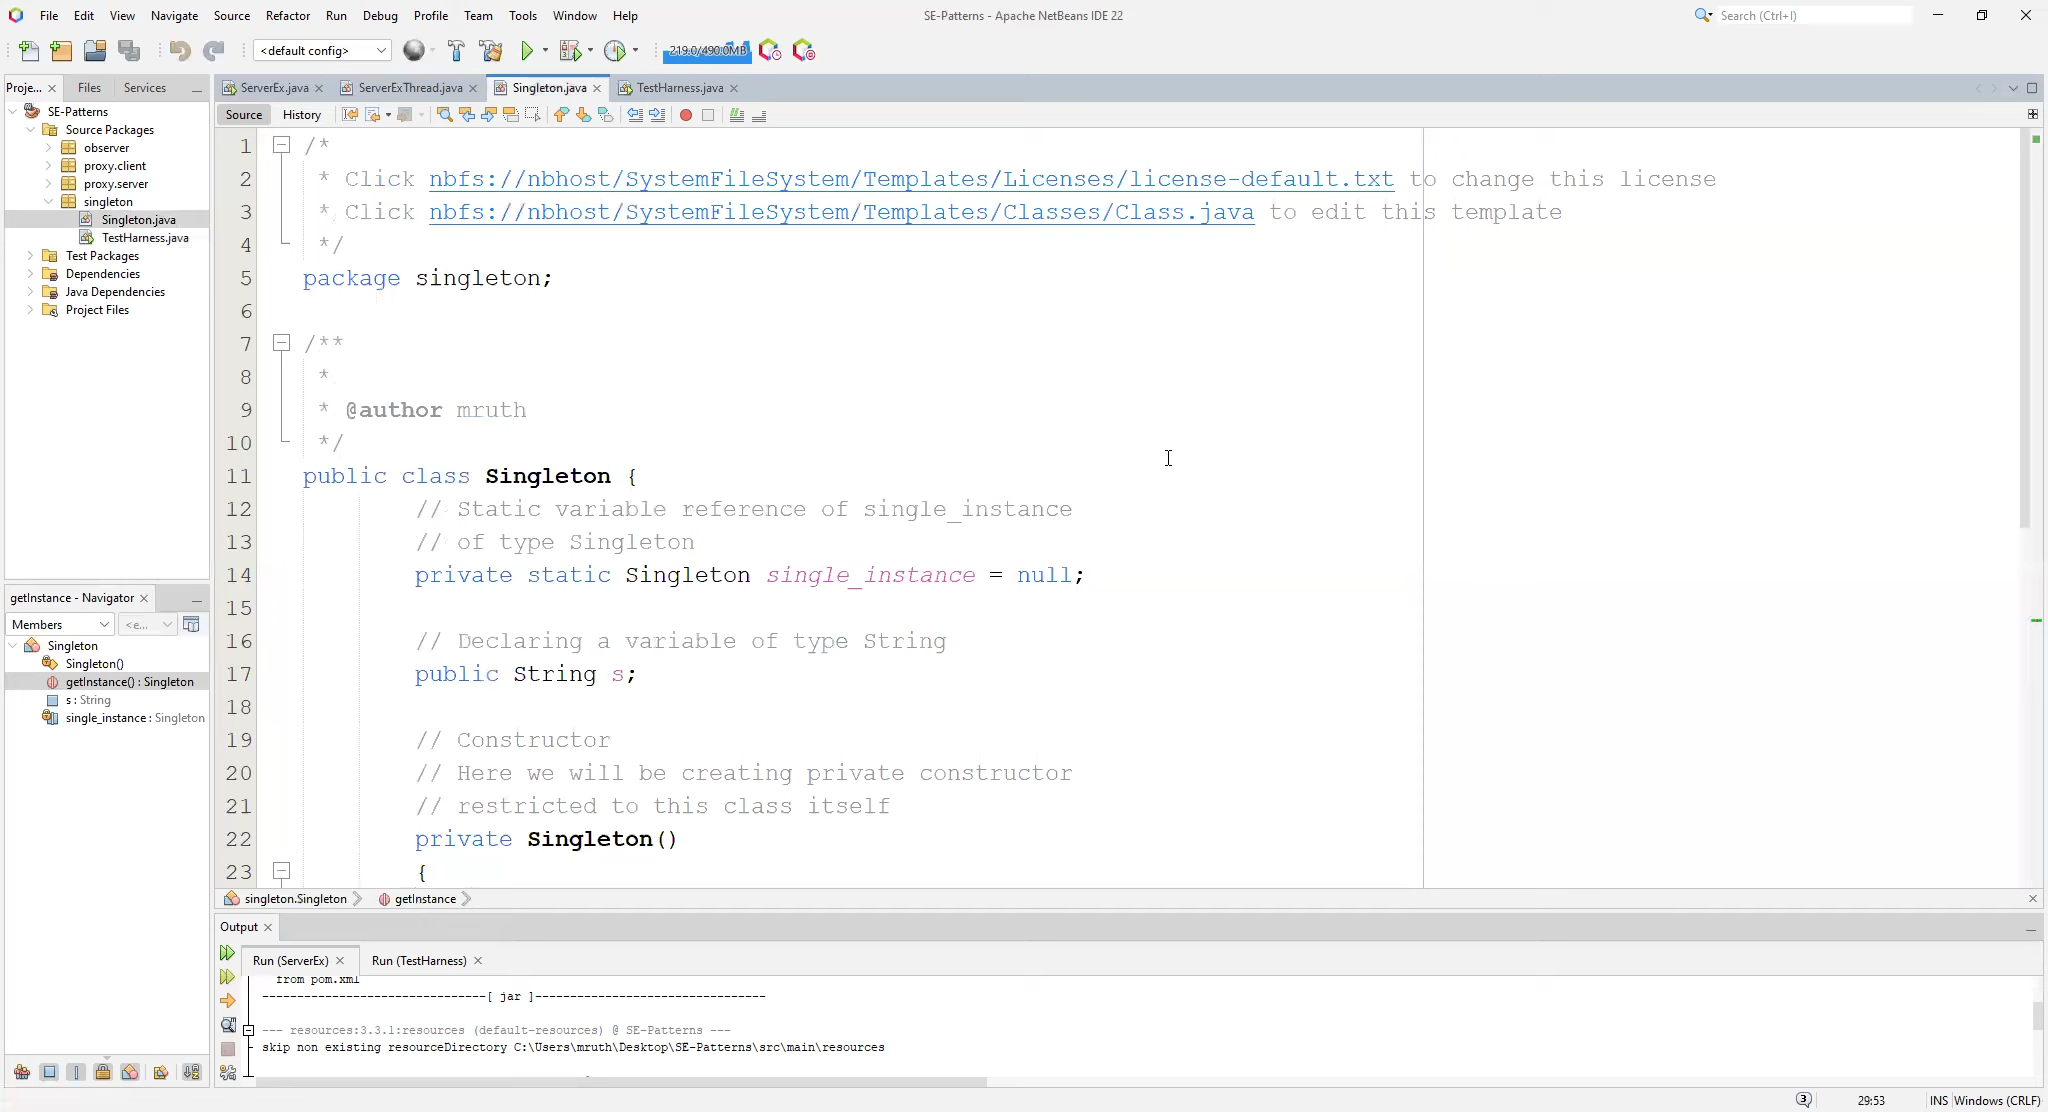 File Edit View Navigate Source Refactor Run Debug Profile Team Tools Window Help
SE-Patterns - Apache NetBeans IDE 22
Search (Ctrl+I)
<default config>
219.0/490.0MB
Proje... Files Services
ServerEx.java ServerExThread.java Singleton.java TestHarness.java
Source History
SE-Patterns
Source Packages
observer
proxy.client
proxy.server
singleton
Singleton.java
TestHarness.java
Test Packages
Dependencies
Java Dependencies
Project Files
getInstance - Navigator
Members <e...
Singleton
Singleton()
getInstance() : Singleton
s : String
single_instance : Singleton
1 /*
2 * Click nbfs://nbhost/SystemFileSystem/Templates/Licenses/license-default.txt to change this license
3 * Click nbfs://nbhost/SystemFileSystem/Templates/Classes/Class.java to edit this template
4 */
5 package singleton;
6
7 /**
8 *
9 * @author mruth
10 */
11 public class Singleton {
12 // Static variable reference of single_instance
13 // of type Singleton
14 private static Singleton single_instance = null;
15
16 // Declaring a variable of type String
17 public String s;
18
19 // Constructor
20 // Here we will be creating private constructor
21 // restricted to this class itself
22 private Singleton()
23 {
singleton.Singleton getInstance
Output
Run (ServerEx) Run (TestHarness)
from pom.xml
--------------------------------[ jar ]---------------------------------
--- resources:3.3.1:resources (default-resources) @ SE-Patterns ---
skip non existing resourceDirectory C:\Users\mruth\Desktop\SE-Patterns\src\main\resources
3 29:53 INS Windows (CRLF)